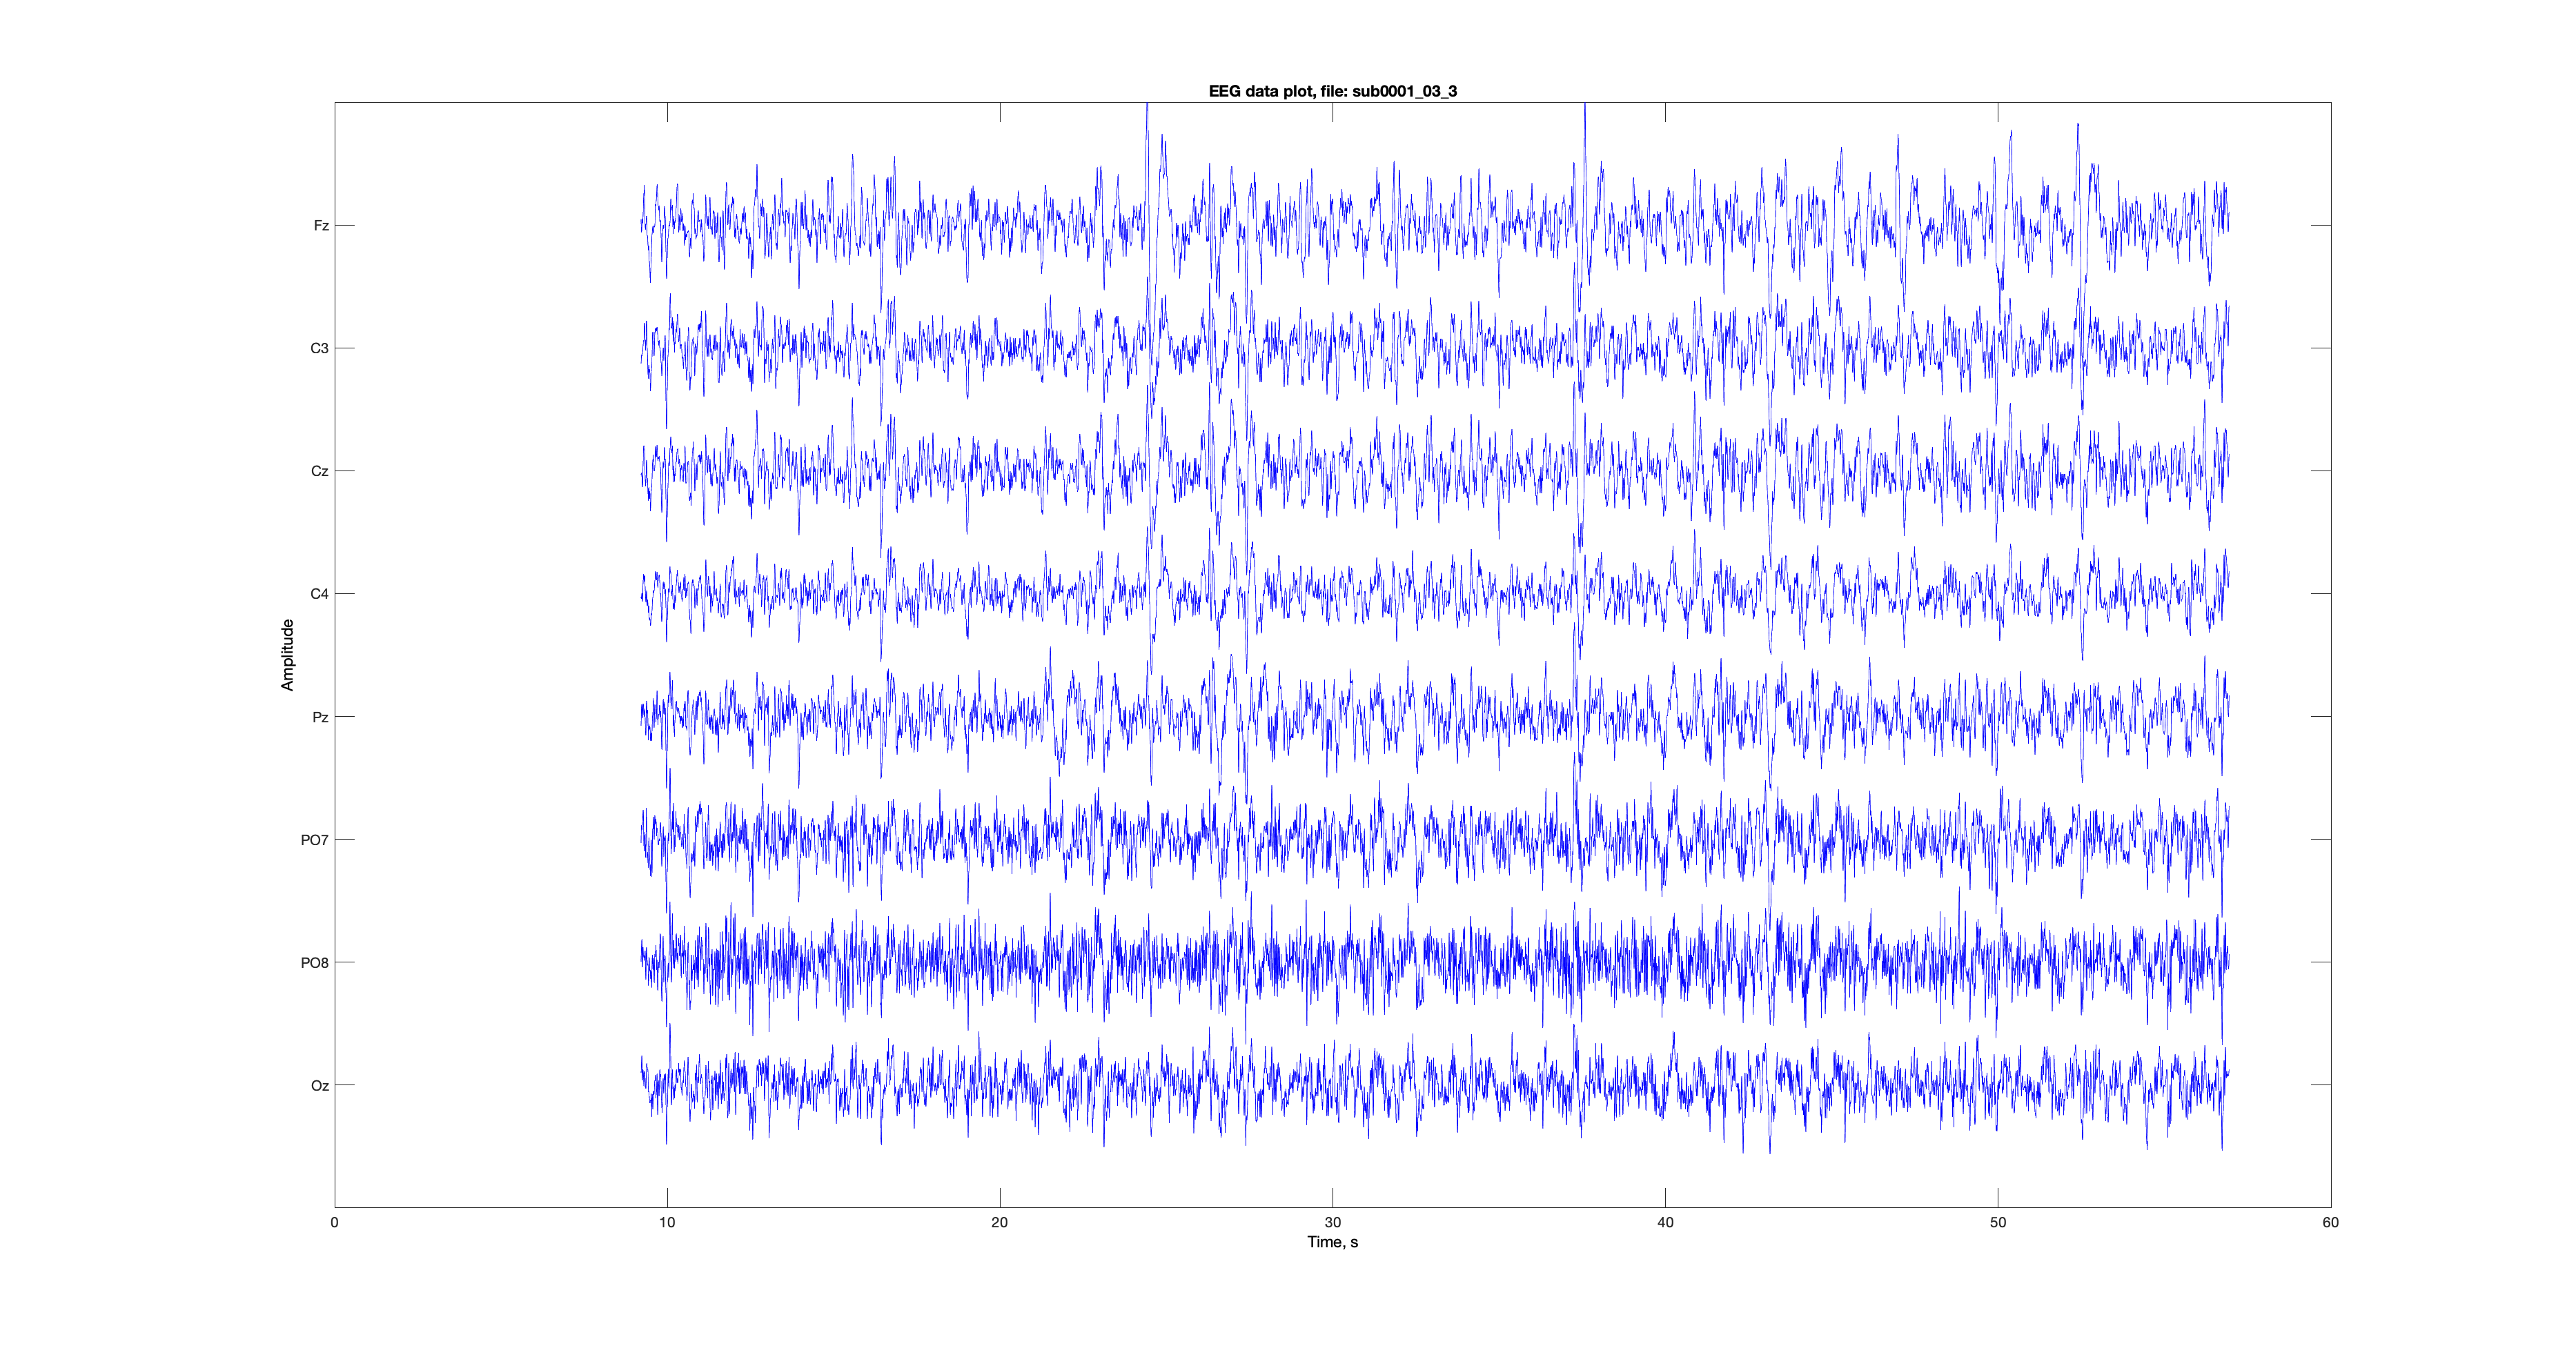 EEG data plot, file: sub0001_03_3
Fz
C3
Cz
C4
Amplitude
Pz
PO7
PO8
Oz
0 10 20 30 40 50 60
Time, s